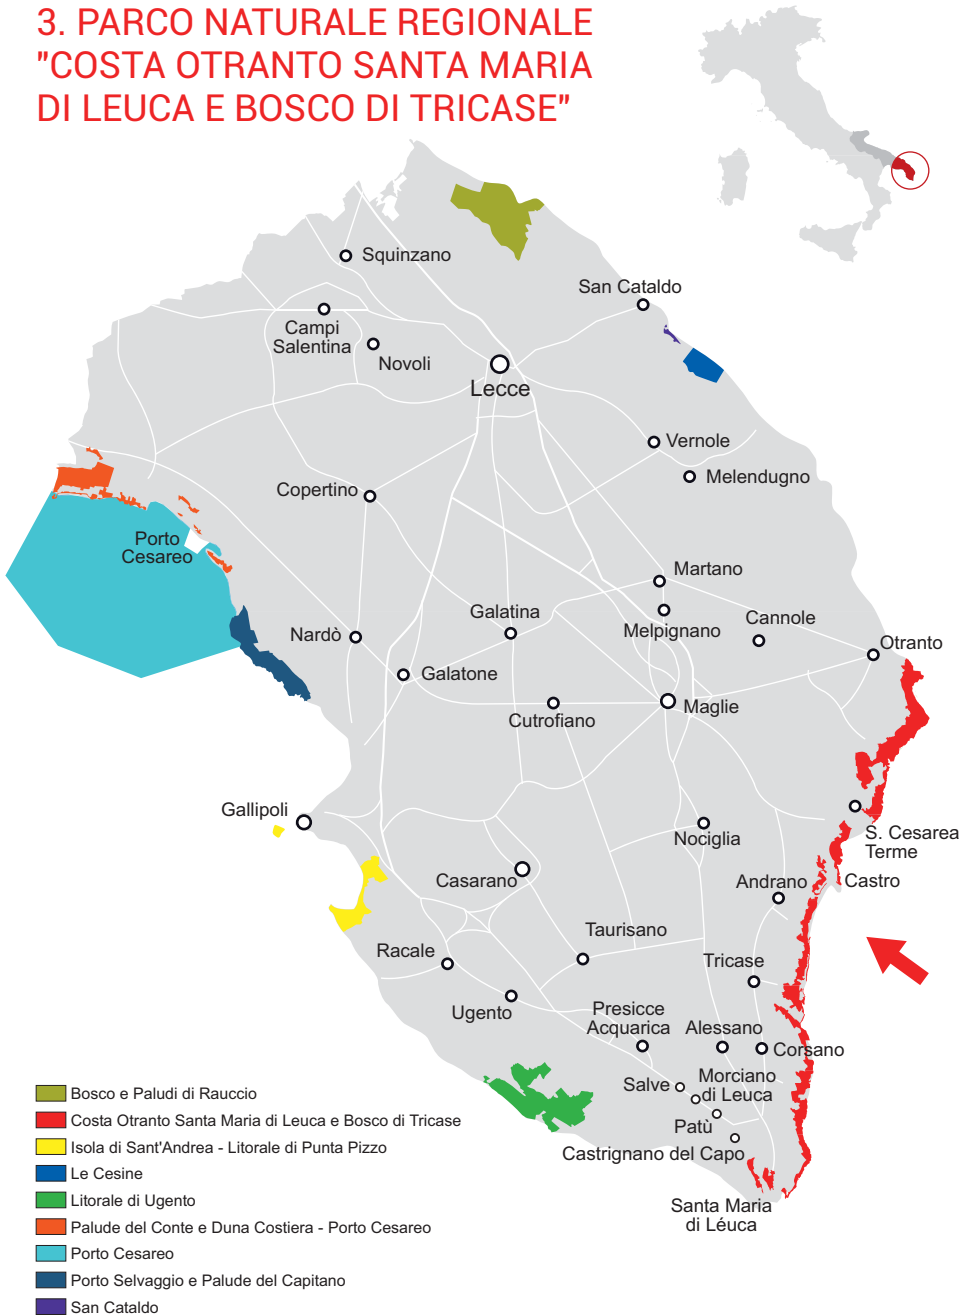 3. PARCO NATURALE REGIONALE
"COSTA OTRANTO SANTA MARIA
DI LEUCA E BOSCO DI TRICASE"
Squinzano
San Cataldo
Campi
Salentina
Novoli
Lecce
Vernole
Melendugno
Copertino
Porto
Cesareo
Martano
Galatina
Melpignano
Cannole
Nardò
Otranto
Galatone
Cutrofiano
Maglie
Gallipoli
Nociglia
S. Cesarea
Terme
Casarano
Andrano
Castro
Taurisano
Racale
Tricase
Ugento
Presicce
Acquarica
Alessano
Corsano
Salve
Morciano
di Leuca
Patù
Castrignano del Capo
Santa Maria
di Léuca
Bosco e Paludi di Rauccio
Costa Otranto Santa Maria di Leuca e Bosco di Tricase
Isola di Sant'Andrea - Litorale di Punta Pizzo
Le Cesine
Litorale di Ugento
Palude del Conte e Duna Costiera - Porto Cesareo
Porto Cesareo
Porto Selvaggio e Palude del Capitano
San Cataldo